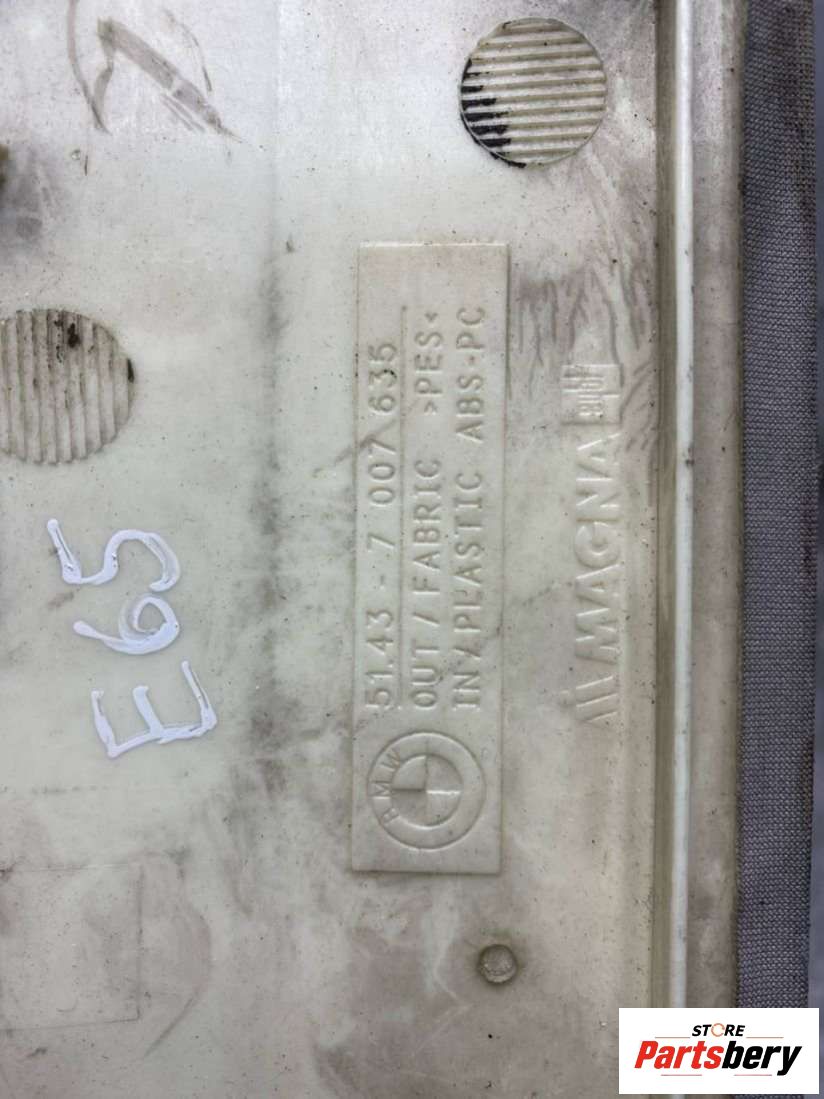 51.43 - 7 007 635
OUT / FABRIC >PES<
IN / PLASTIC ABS-PC
BMW
MAGNA
E65
STORE
Partsbery